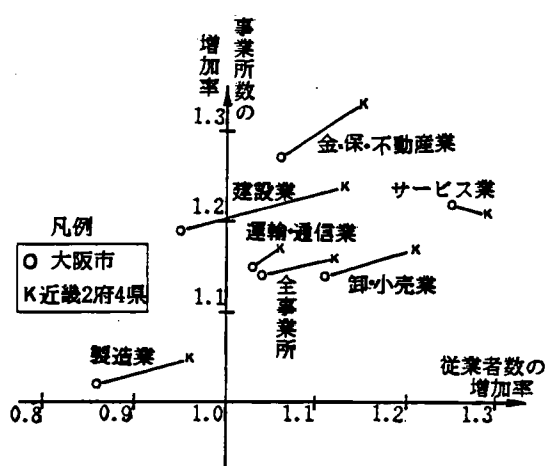 事業所数の
増加率
1.3
金・保・不動産業
建設業
サービス業
1.2
凡例
運輸・通信業
O 大阪市
K近畿2府4県
全事業所
卸・小売業
1.1
製造業
従業者数の
増加率
0.8
0.9
1.0
1.1
1.2
1.3